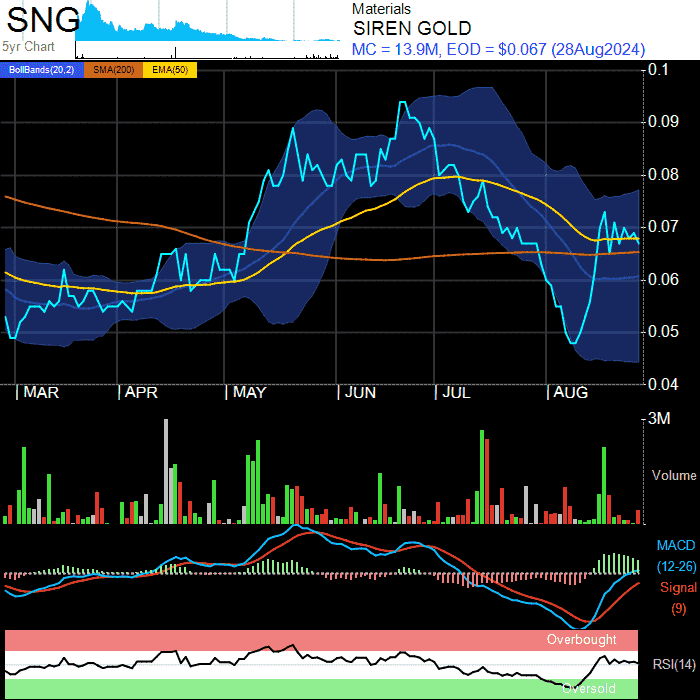 SNG
5yr Chart
Materials
SIREN GOLD
MC = 13.9M, EOD = $0.067 (28Aug2024)
BollBands(20,2) SMA(200) EMA(50)
0.1
0.09
0.08
0.07
0.06
0.05
0.04
MAR APR MAY JUN JUL AUG
3M
Volume
MACD
(12-26)
Signal
(9)
Overbought
RSI(14)
Oversold